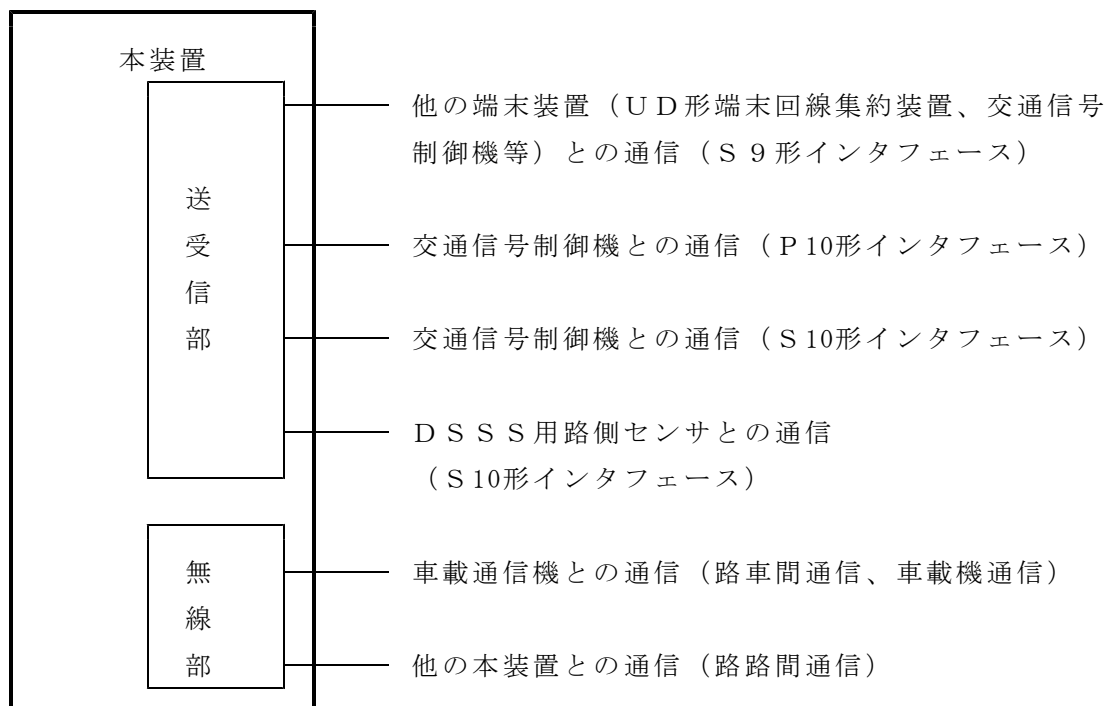 本装置
送受信部
他の端末装置（ＵＤ形端末回線集約装置、交通信号
制御機等）との通信（Ｓ９形インタフェース）
交通信号制御機との通信（Ｐ10形インタフェース）
交通信号制御機との通信（Ｓ10形インタフェース）
ＤＳＳＳ用路側センサとの通信
（Ｓ10形インタフェース）
無線部
車載通信機との通信（路車間通信、車載機通信）
他の本装置との通信（路路間通信）